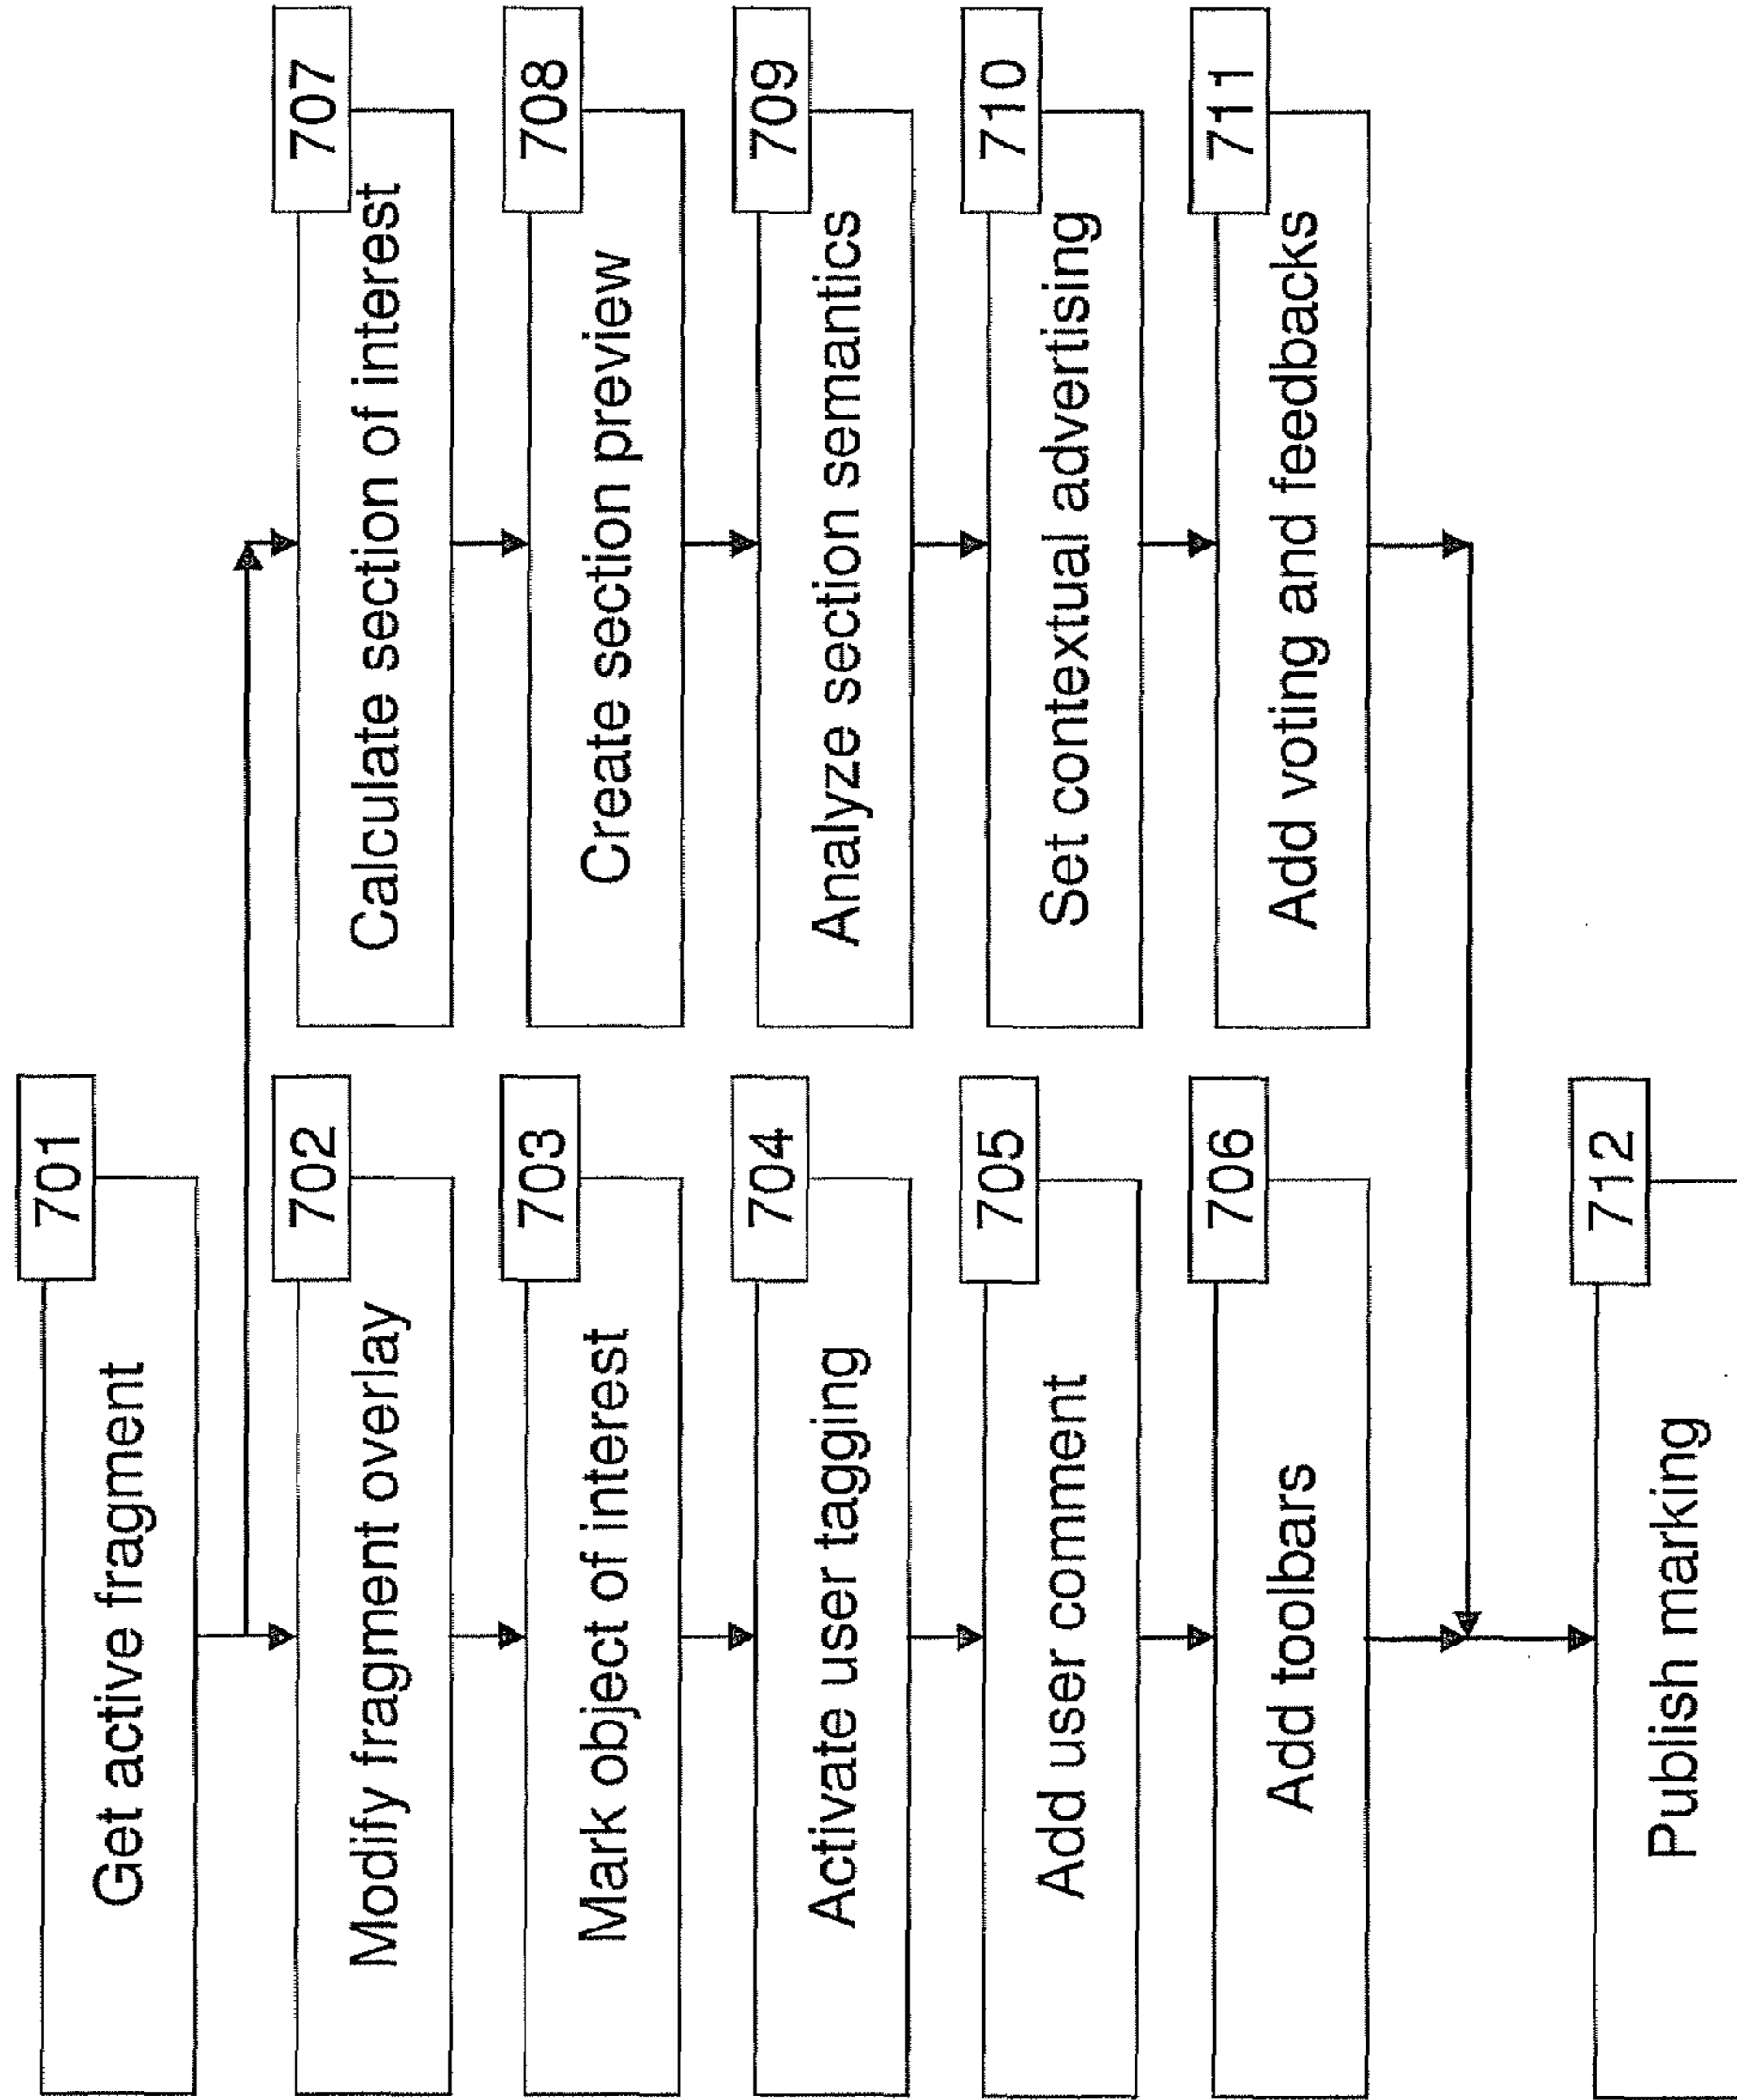 701
Get active fragment
702
Modify fragment overlay
703
Mark object of interest
704
Activate user tagging
705
Add user comment
706
Add toolbars
707
Calculate section of interest
708
Create section preview
709
Analyze section semantics
710
Set contextual advertising
711
Add voting and feedbacks
712
Publish marking